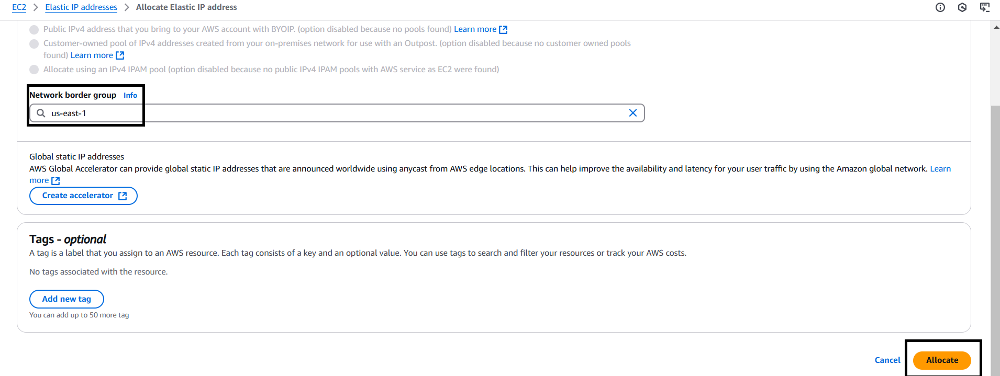 EC2 > Elastic IP addresses > Allocate Elastic IP address
Public IPv4 address that you bring to your AWS account with BYOIP. (option disabled because no pools found) Learn more
Customer-owned pool of IPv4 addresses created from your on-premises network for use with an Outpost. (option disabled because no customer owned pools
found) Learn more
Allocate using an IPv4 IPAM pool (option disabled because no public IPv4 IPAM pools with AWS service as EC2 were found)
Network border group Info
us-east-1
Global static IP addresses
AWS Global Accelerator can provide global static IP addresses that are announced worldwide using anycast from AWS edge locations. This can help improve the availability and latency for your user traffic by using the Amazon global network. Learn
more
Create accelerator
Tags - optional
A tag is a label that you assign to an AWS resource. Each tag consists of a key and an optional value. You can use tags to search and filter your resources or track your AWS costs.
No tags associated with the resource.
Add new tag
You can add up to 50 more tag
Cancel Allocate